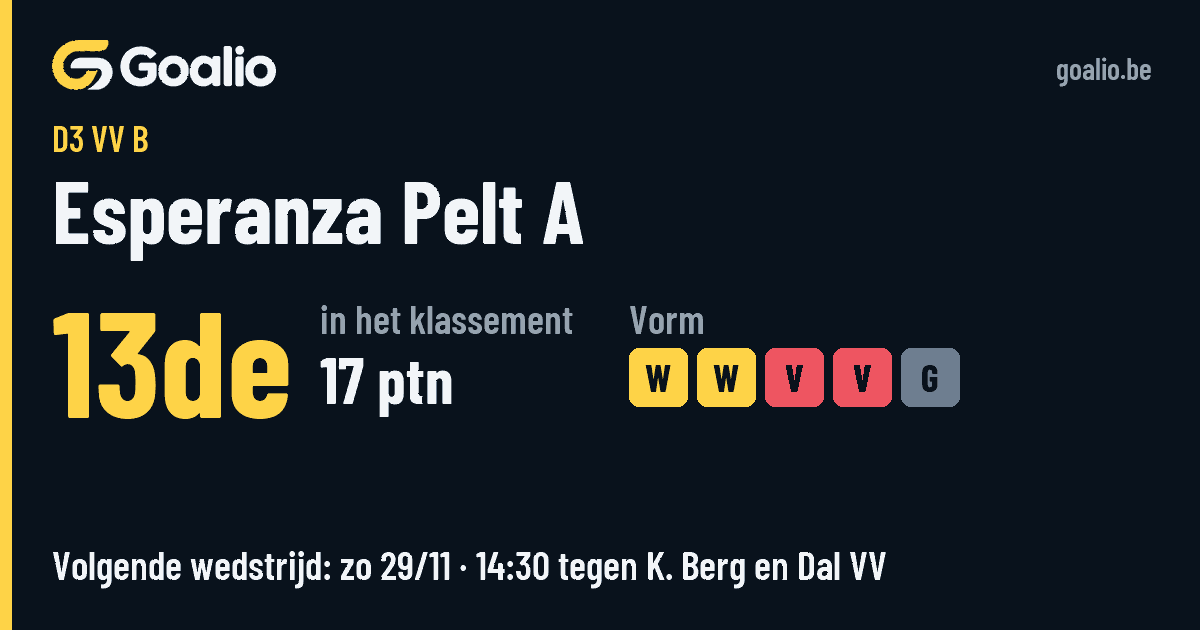 Goalio
goalio.be
D3 VV B
Esperanza Pelt A
13de
in het klassement
17 ptn
Vorm
W W V V G
Volgende wedstrijd: zo 29/11 · 14:30 tegen K. Berg en Dal VV